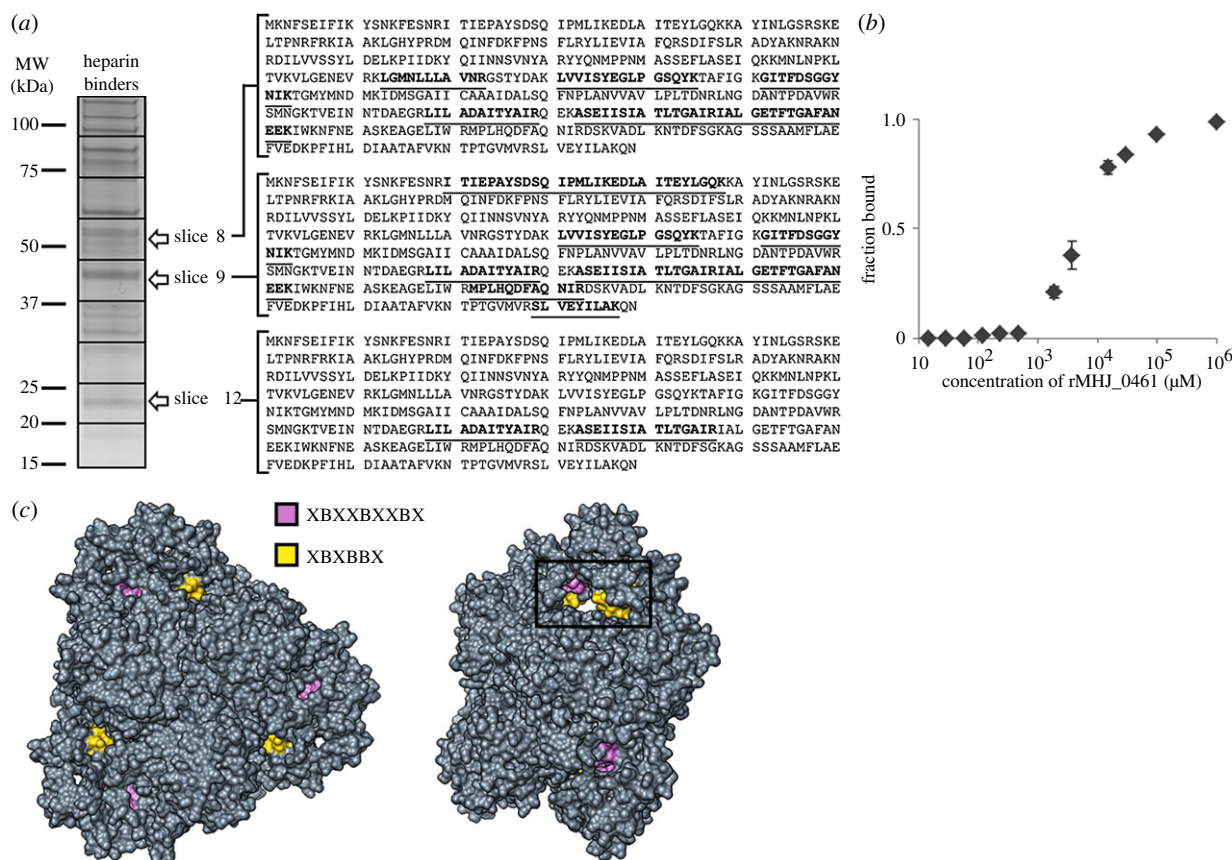 (a)
MW
(kDa)
heparin
binders
100
75
50
37
25
20
15
slice 8
slice 9
slice 12
MKNFSEIFIK YSNKFESNRI TIEPAYSDSQ IPMLIKEDLA ITEYLGQKKA YINLGSRSKE
LTPNRFRKIA AKLGHYPRDM QINFDKFPNS FLRYLIEVIA FQRSDIFSLR ADYAKNRAKN
RDILVVSSYL DELKPIIDKY QIINNSVNYA RYYQNMPPNM ASSEFLASEIQ KKMNLNPKL
TVKVLGENEV RKLGMNLLLA VNRGSTYDAK LVVISYEGLP GSQYKTAFIG KGITFDSGGY
NIKTGMYMND MKIDMSGAII CAAAIDALSQ FNPLANVVAV LPLTDNRLNG DANTPDAVWR
SMNGKTVEIN NTDAEGRLIL ADAITYAIRQ EKASEIISIA TLTGAIRIALG GETFTGAFAN
EEKIWKNFNE ASKEAGELIW RMPLHQDFAQ NIRDSKVADL KNTDFSGKAG SSSAAMFLAE
FVEDKPFIHL DIAATAFVKN TPTGVMVRSL VEYILAKQN
MKNFSEIFIK YSNKFESNRI TIEPAYSDSQ IPMLIKEDLA ITEYLGQKKA YINLGSRSKE
LTPNRFRKIA AKLGHYPRDM QINFDKFPNS FLRYLIEVIA FQRSDIFSLR ADYAKNRAKN
RDILVVSSYL DELKPIIDKY QIINNSVNYA RYYQNMPPNM ASSEFLASEIQ KKMNLNPKL
TVKVLGENEV RKLGMNLLLA VNRGSTYDAK LVVISYEGLP GSQYKTAFIG KGITFDSGGY
NIKTGMYMND MKIDMSGAII CAAAIDALSQ FNPLANVVAV LPLTDNRLNG DANTPDAVWR
SMNGKTVEIN NTDAEGRLIL ADAITYAIRQ EKASEIISIA TLTGAIRIAL GETFTGAFAN
EEKIWKNFNE ASKEAGELIW RMPLHQDFAQ NIRDSKVADL KNTDFSGKAG SSSAAMFLAE
FVEDKPFIHL DIAATAFVKN TPTGVMVRSL VEYILAKQN
MKNFSEIFIK YSNKFESNRI TIEPAYSDSQ IPMLIKEDLA ITEYLGQKKA YINLGSRSKE
LTPNRFRKIA AKLGHYPRDM QINFDKFPNS FLRYLIEVIA FQRSDIFSLR ADYAKNRAKN
RDILVVSSYL DELKPIIDKY QIINNSVNYA RYYQNMPPNM ASEFLASEIQ KKMNLNPKL
TVKVLGENEV RKLGMNLLLA VNRGSTYDAK LVVISYEGLP GSQYKTAFIG KGITFDSGGY
NIKTGMYMND MKIDMSGAII CAAAIDALSQ FNPLANVVAV LPLTDNRLNG DANTPDAVWR
SMNGKTVEIN NTDAEGRLIL ADAITYAIRQ EKASEIISIA TLTGAIRIAL GETFTGAFAN
EEKIWKNFNE ASKEAGELIW RMPLHQDFAQ NIRDSKVADL KNTDFSGKAG SSSAAMFLAE
FVEDKPFIHL DIAATAFVKN TPTGVMVRSL VEYILAKQN
(b)
fraction bound
1.0
0.5
0
10 10² 10³ 10⁴ 10⁵ 10⁶
concentration of rMHJ_0461 (µM)
(c)
XBXXBXXBX
XBXBBX